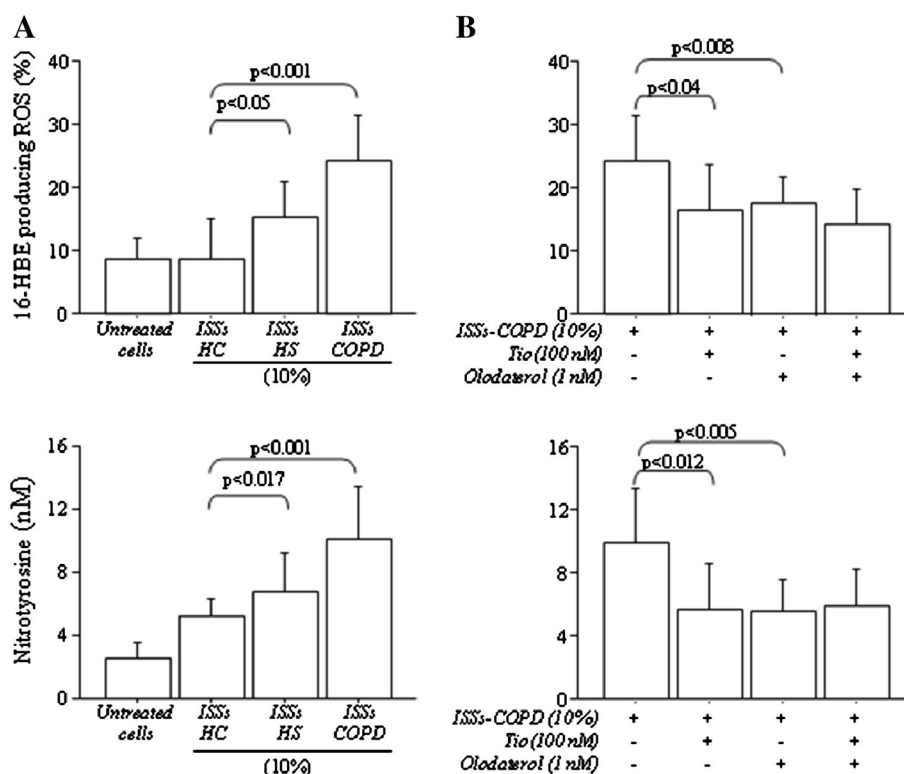 A
16-HBE producing ROS (%)
40
30
20
10
0
p<0.001
p<0.05
Untreated cells
ISSs HC
ISSs HS
ISSs COPD
(10%)
Nitrotyrosine (nM)
16
12
8
4
0
p<0.001
p<0.017
Untreated cells
ISSs HC
ISSs HS
ISSs COPD
(10%)
B
40
30
20
10
0
p<0.008
p<0.04
ISSs-COPD (10%) + + + +
Tio (100 nM) - + - +
Olodaterol (1 nM) - - + +
16
12
8
4
0
p<0.005
p<0.012
ISSs-COPD (10%) + + + +
Tio (100 nM) - + - +
Olodaterol (1 nM) - - + +